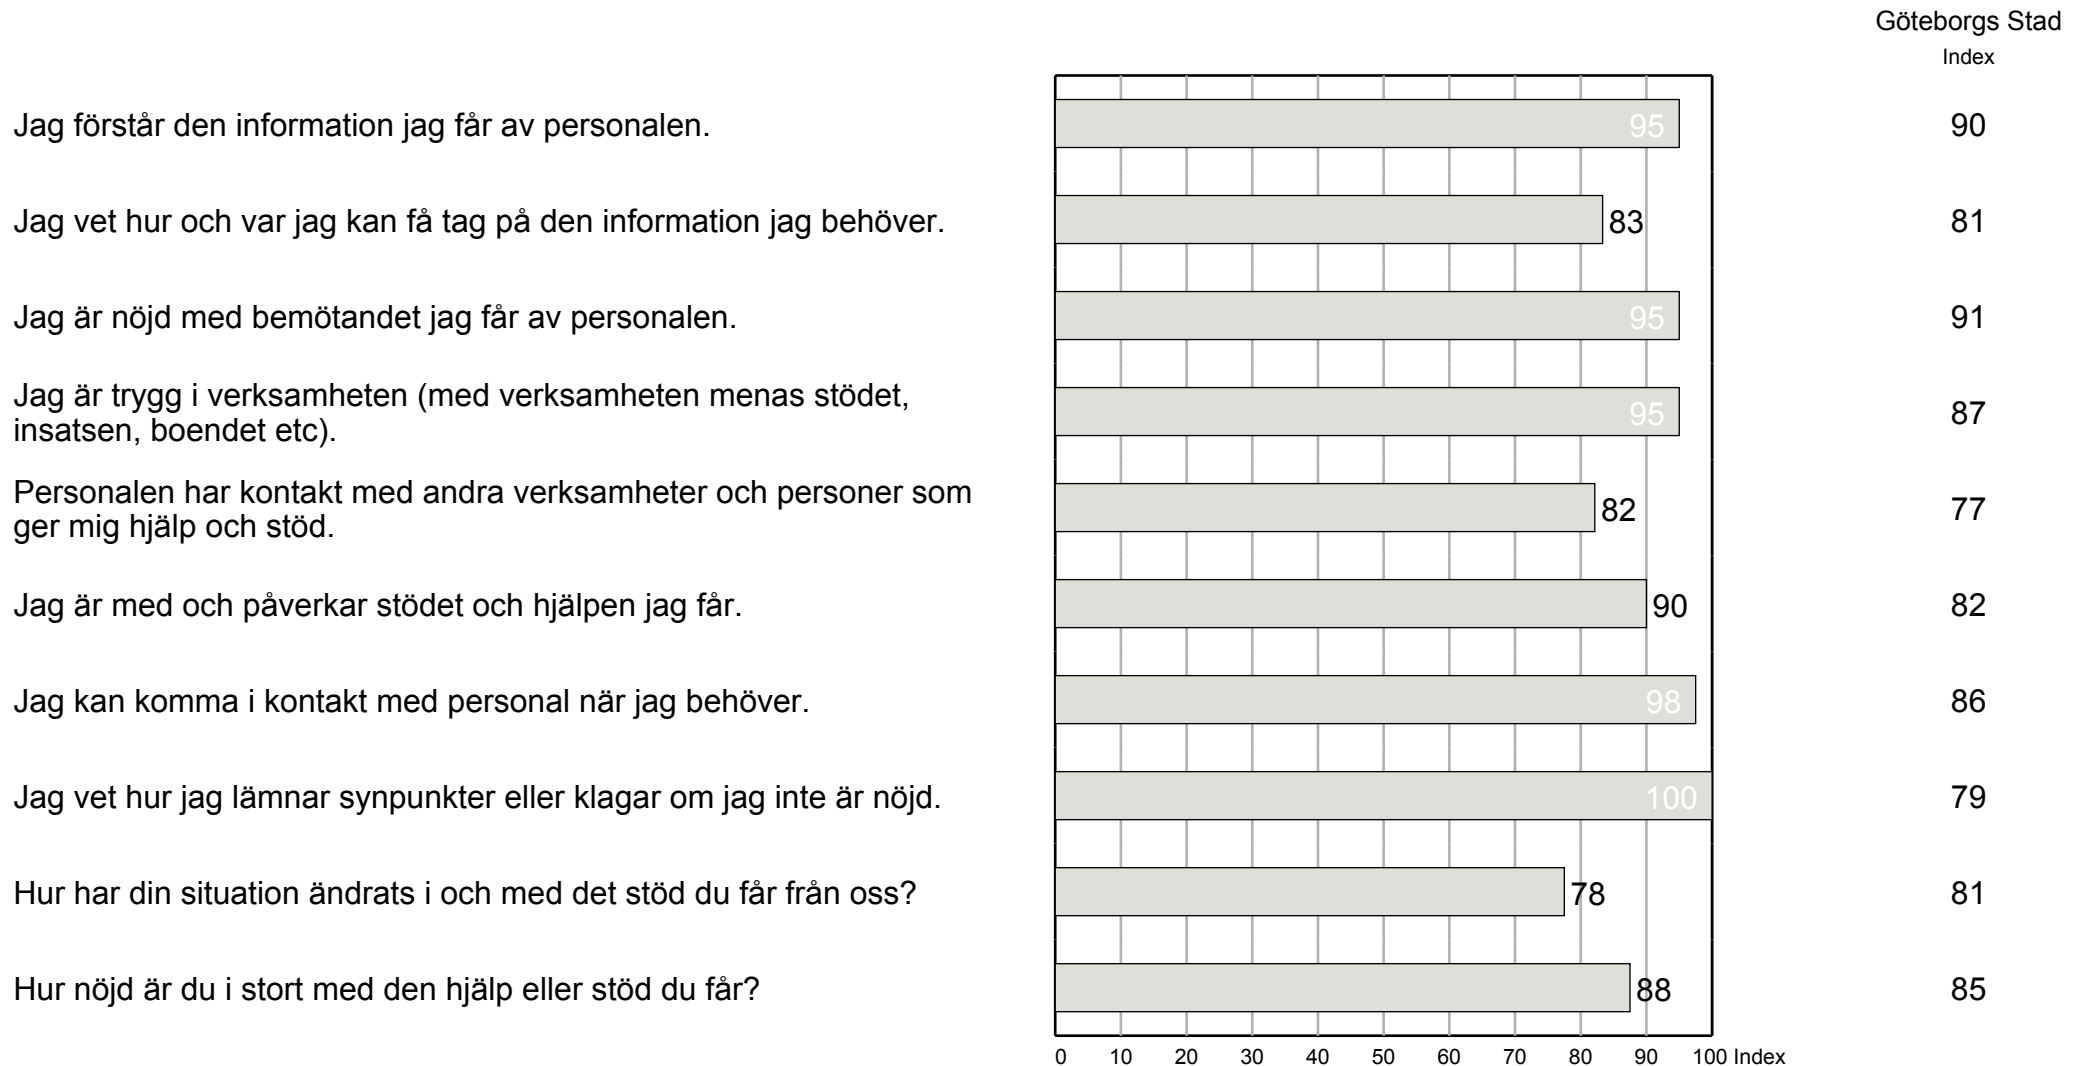 Göteborgs Stad
Index
Jag förstår den information jag får av personalen. 95 90
Jag vet hur och var jag kan få tag på den information jag behöver. 83 81
Jag är nöjd med bemötandet jag får av personalen. 95 91
Jag är trygg i verksamheten (med verksamheten menas stödet,
insatsen, boendet etc). 95 87
Personalen har kontakt med andra verksamheter och personer som
ger mig hjälp och stöd. 82 77
Jag är med och påverkar stödet och hjälpen jag får. 90 82
Jag kan komma i kontakt med personal när jag behöver. 98 86
Jag vet hur jag lämnar synpunkter eller klagar om jag inte är nöjd. 100 79
Hur har din situation ändrats i och med det stöd du får från oss? 78 81
Hur nöjd är du i stort med den hjälp eller stöd du får? 88 85
0 10 20 30 40 50 60 70 80 90 100 Index